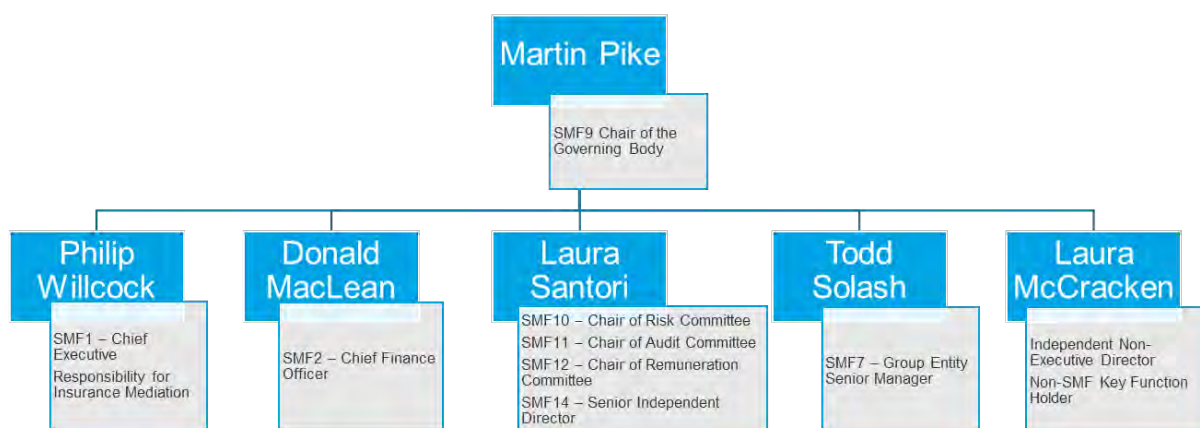 Martin Pike
SMF9 Chair of the
Governing Body
Philip
Willcock
SMF1 – Chief
Executive
Responsibility for
Insurance Mediation
Donald
MacLean
SMF2 – Chief Finance
Officer
Laura
Santori
SMF10 – Chair of Risk Committee
SMF11 – Chair of Audit Committee
SMF12 – Chair of Remuneration
Committee
SMF14 – Senior Independent
Director
Todd
Solash
SMF7 – Group Entity
Senior Manager
Laura
McCracken
Independent Non-
Executive Director
Non-SMF Key Function
Holder